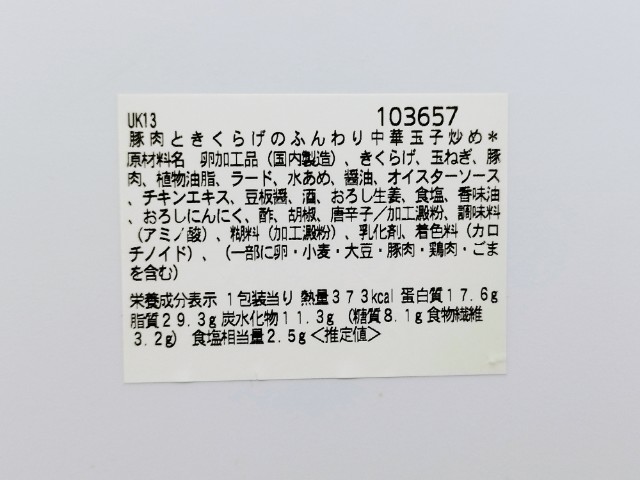 UK13 103657
豚肉ときくらげのふんわり中華玉子炒め*
原材料名 卵加工品(国内製造)、きくらげ、玉ねぎ、豚
肉、植物油脂、ラード、水あめ、醤油、オイスターソース
、チキンエキス、豆板醤、酒、おろし生姜、食塩、香味油
、おろしにんにく、酢、胡椒、唐辛子/加工澱粉、調味料
(アミノ酸)、糊料(加工澱粉)、乳化剤、着色料(カロ
チノイド)、(一部に卵・小麦・大豆・豚肉・鶏肉・ごま
を含む)
栄養成分表示 1包装当り 熱量373kcal 蛋白質17.6g
脂質29.3g 炭水化物11.3g (糖質8.1g 食物繊維
3.2g) 食塩相当量2.5g<推定値>